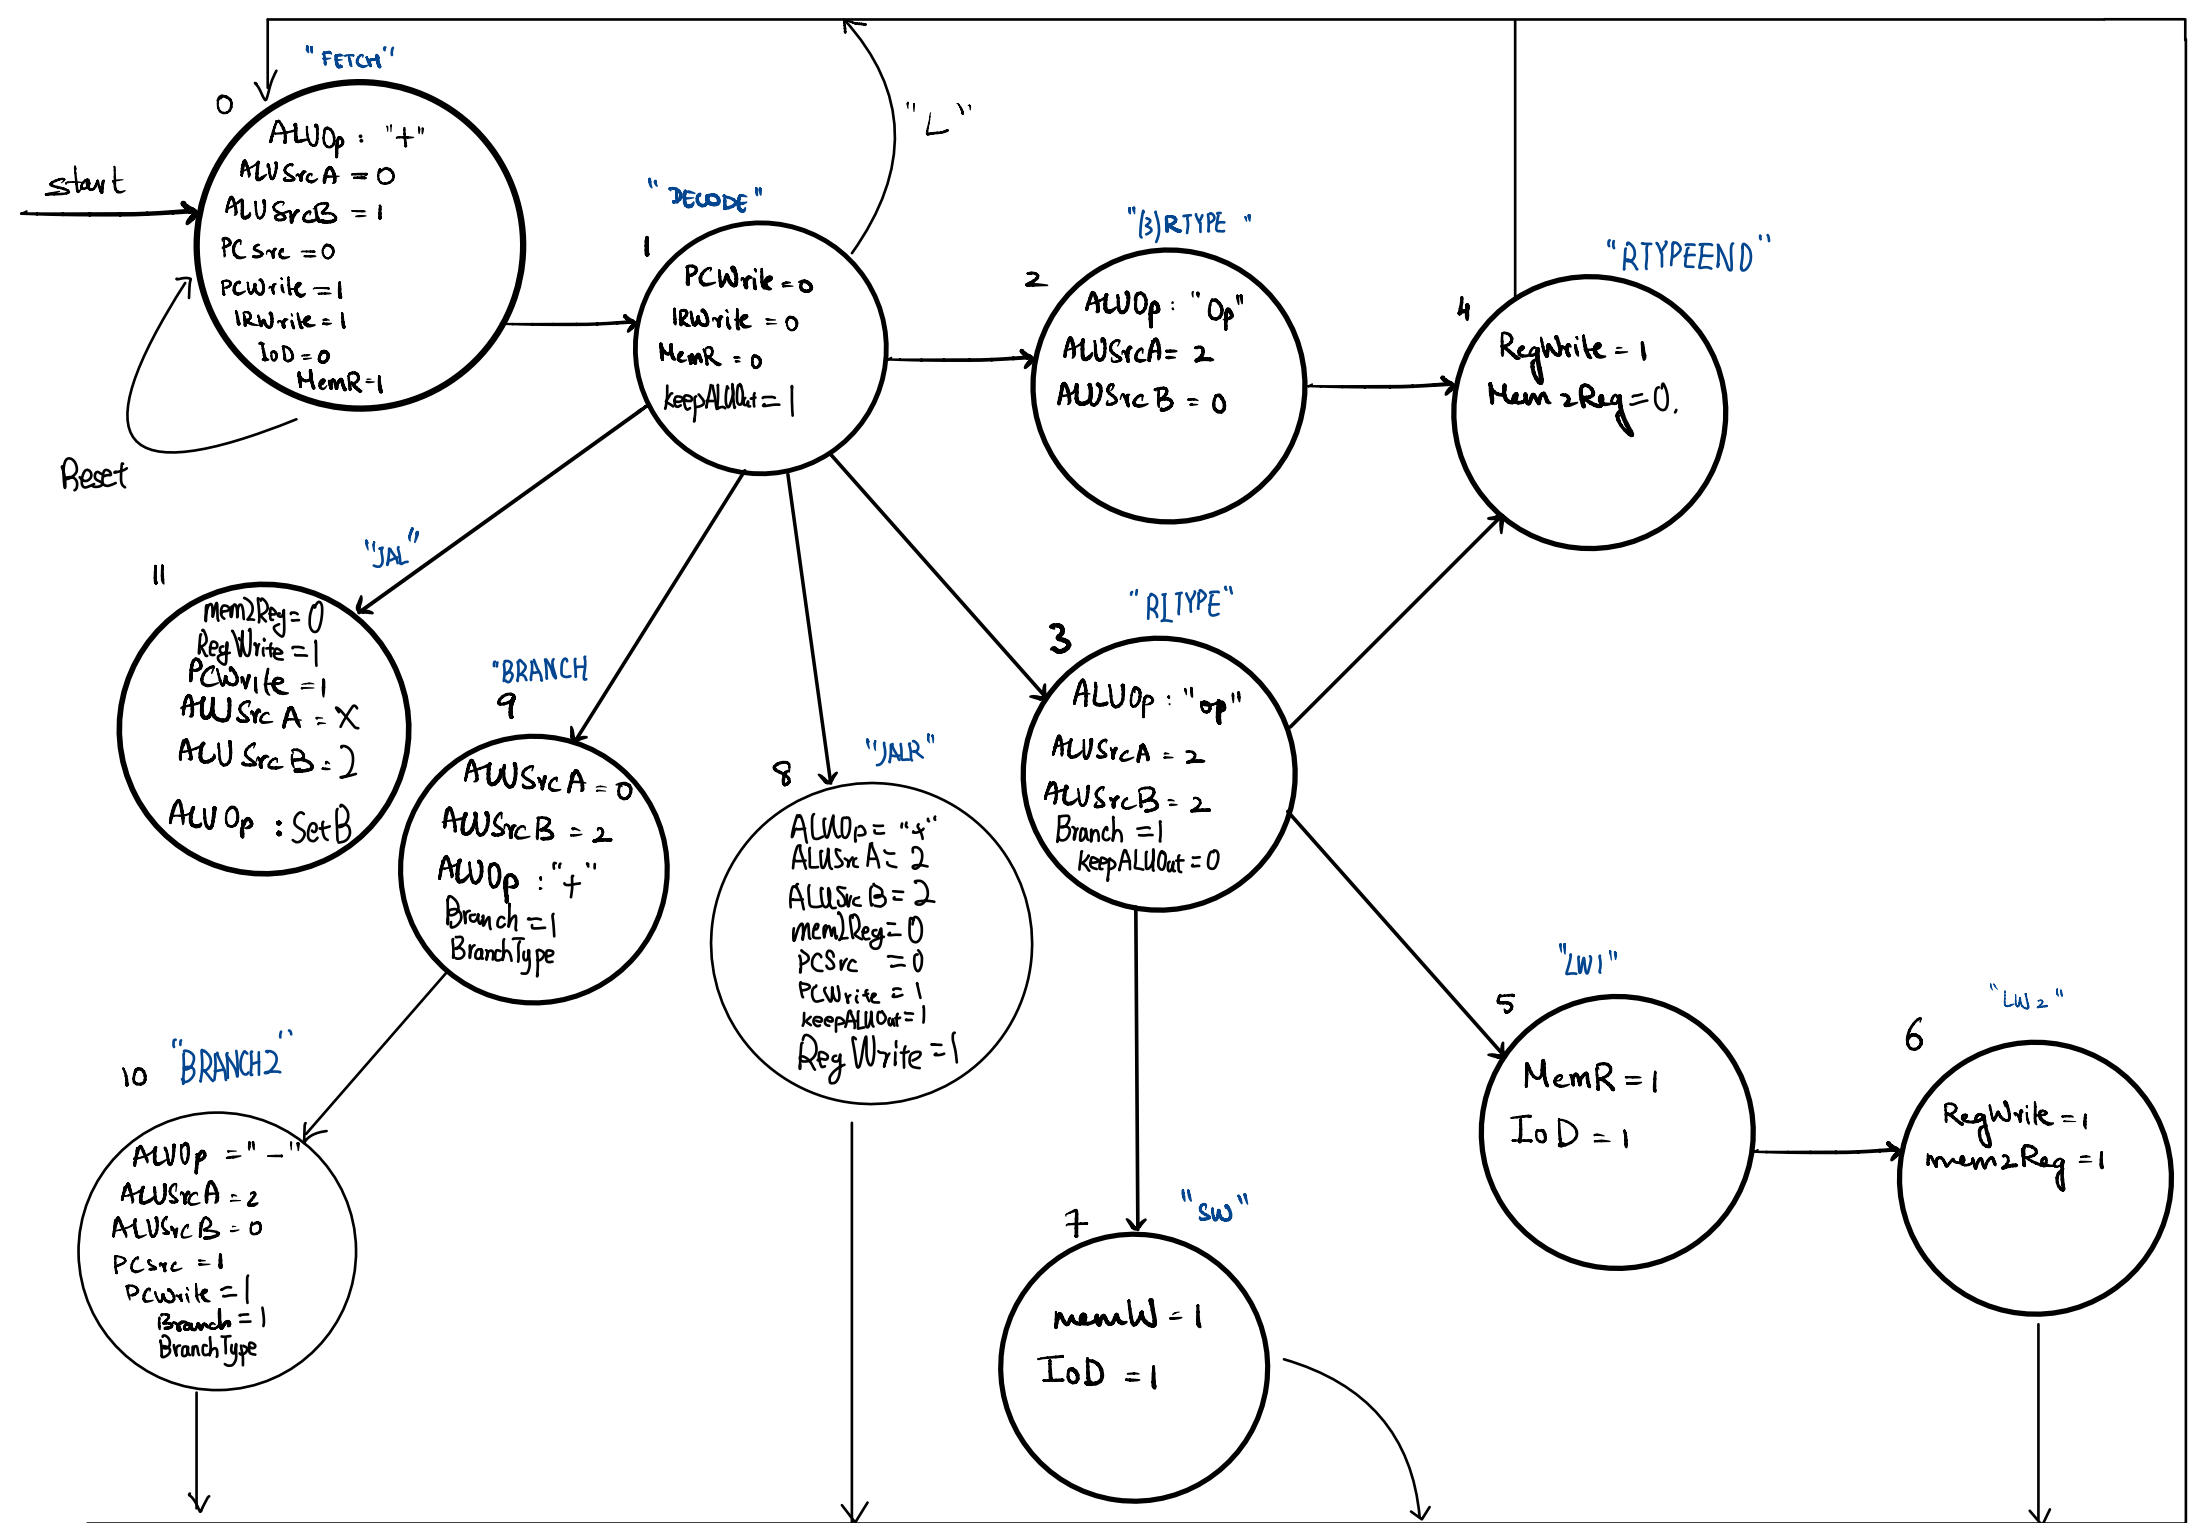 "FETCH"
0
ALUOp : "+"
ALUSrcA = 0
ALUSrcB = 1
PCSrc = 0
PCWrite = 1
IRWrite = 1
IoD = 0
MemR=1
start
Reset
"L"
"DECODE"
1
PCWrite = 0
IRWrite = 0
MemR = 0
keepALUOut = 1
"(3)RTYPE"
2
ALUOp : "Op"
ALUSrcA = 2
ALUSrcB = 0
"RTYPEEND"
4
RegWrite = 1
Mem2Reg = 0.
"JAL"
11
mem2Reg = 0
RegWrite = 1
PCWrite = 1
ALUSrcA = X
ALUSrcB = 2
ALUOp : SetB
"BRANCH
9
ALUSrcA = 0
ALUSrcB = 2
ALUOp : "+"
Branch = 1
BranchType
"JALR"
8
ALUOp = "+"
ALUSrcA = 2
ALUSrcB = 2
mem2Reg = 0
PCSrc = 0
PCWrite = 1
keepALUOut = 1
RegWrite = 1
"RITYPE"
3
ALUOp : "op"
ALUSrcA = 2
ALUSrcB = 2
Branch = 1
keepALUOut = 0
"LW1"
5
MemR = 1
IoD = 1
"LW2"
6
RegWrite = 1
mem2Reg = 1
"BRANCH2"
10
ALUOp = "-"
ALUSrcA = 2
ALUSrcB = 0
PCSrc = 1
PCWrite = 1
Branch = 1
BranchType
"SW"
7
memW = 1
IoD = 1